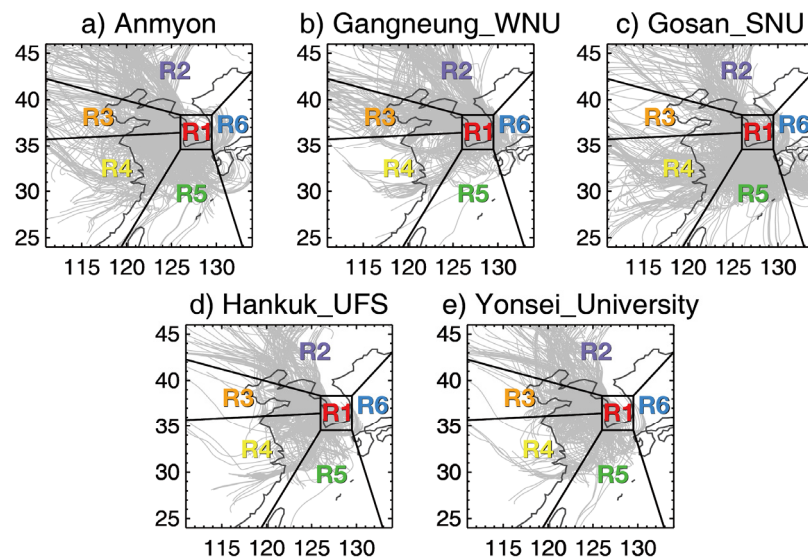 a) Anmyon
b) Gangneung_WNU
c) Gosan_SNU
45
40
35
30
25
R2
R3
R1
R6
R4
R5
115 120 125 130
45
40
35
30
25
R2
R3
R1
R6
R4
R5
115 120 125 130
45
40
35
30
25
R2
R3
R1
R6
R4
R5
115 120 125 130
d) Hankuk_UFS
e) Yonsei_University
45
40
35
30
25
R2
R3
R1
R6
R4
R5
115 120 125 130
45
40
35
30
25
R2
R3
R1
R6
R4
R5
115 120 125 130